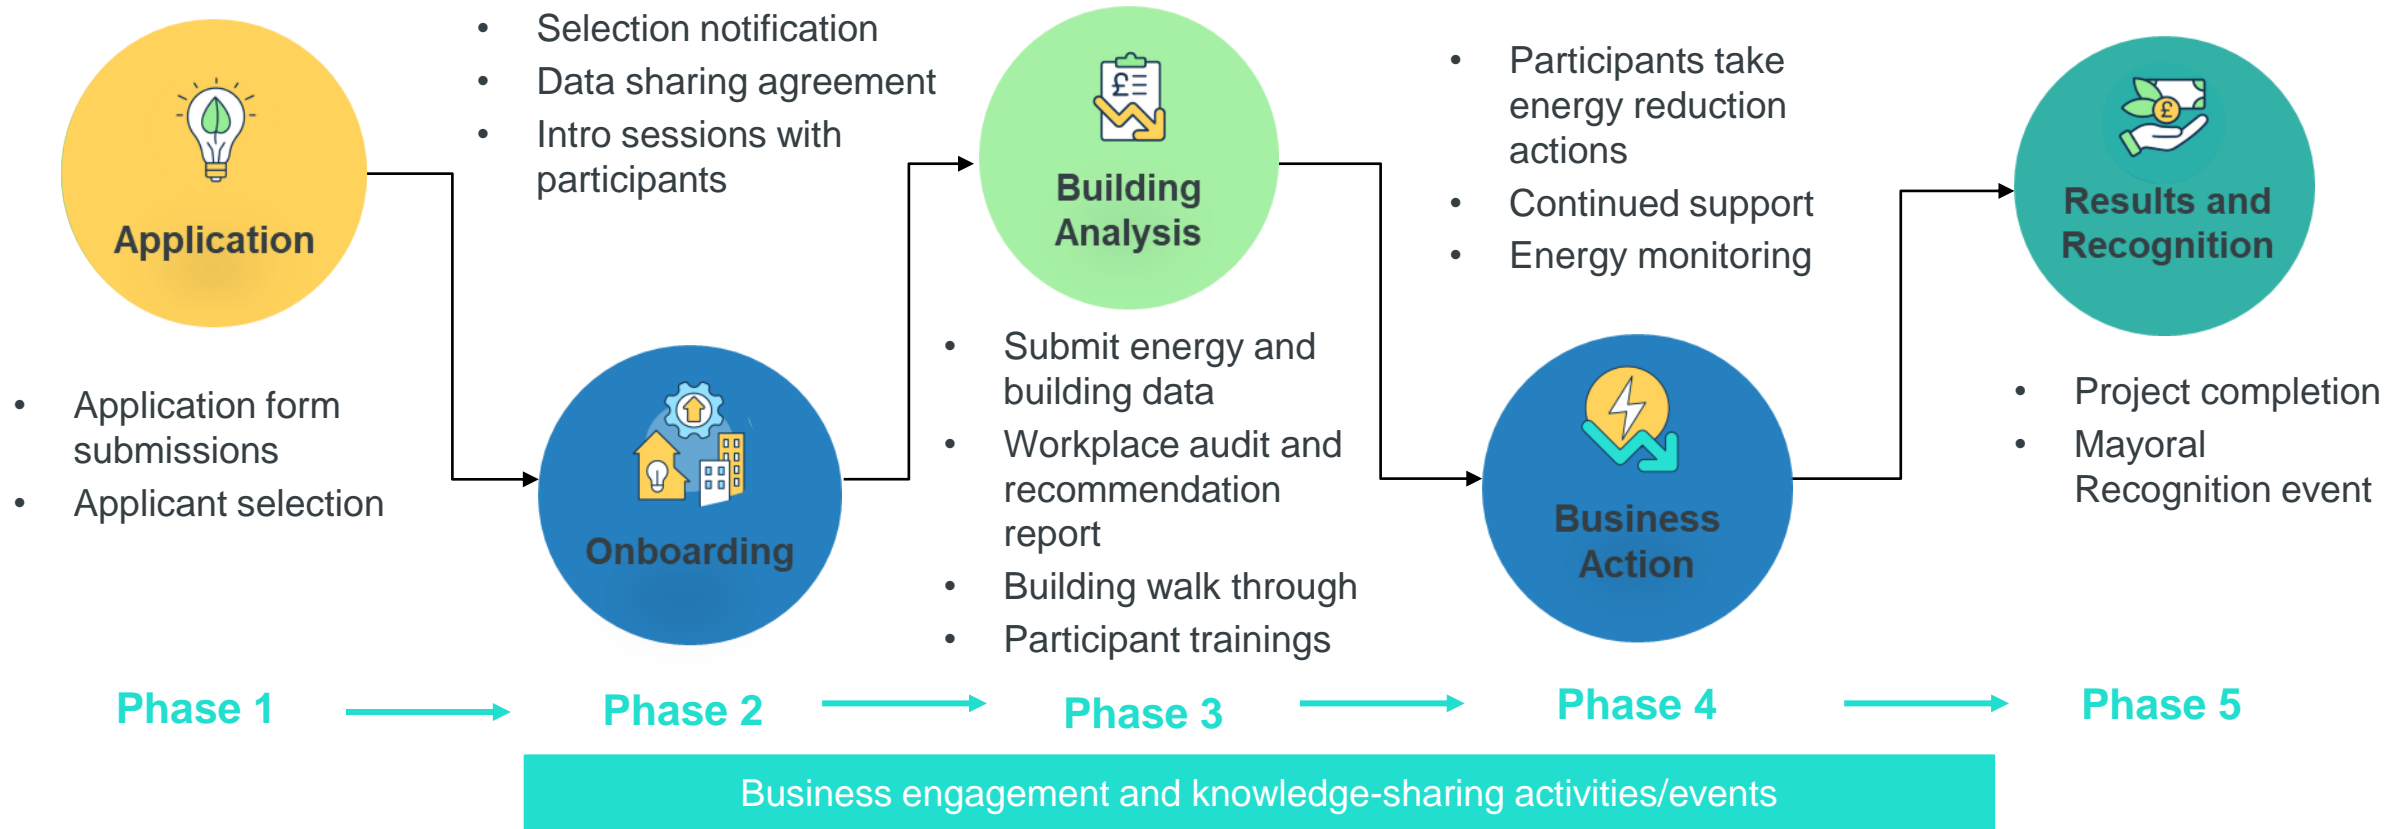 Application
• Application form
submissions
• Applicant selection
• Selection notification
• Data sharing agreement
• Intro sessions with
participants
Onboarding
£
Building
Analysis
• Submit energy and
building data
• Workplace audit and
recommendation
report
• Building walk through
• Participant trainings
• Participants take
energy reduction
actions
• Continued support
• Energy monitoring
Business
Action
£
Results and
Recognition
• Project completion
• Mayoral
Recognition event
Phase 1
Phase 2
Phase 3
Phase 4
Phase 5
Business engagement and knowledge-sharing activities/events